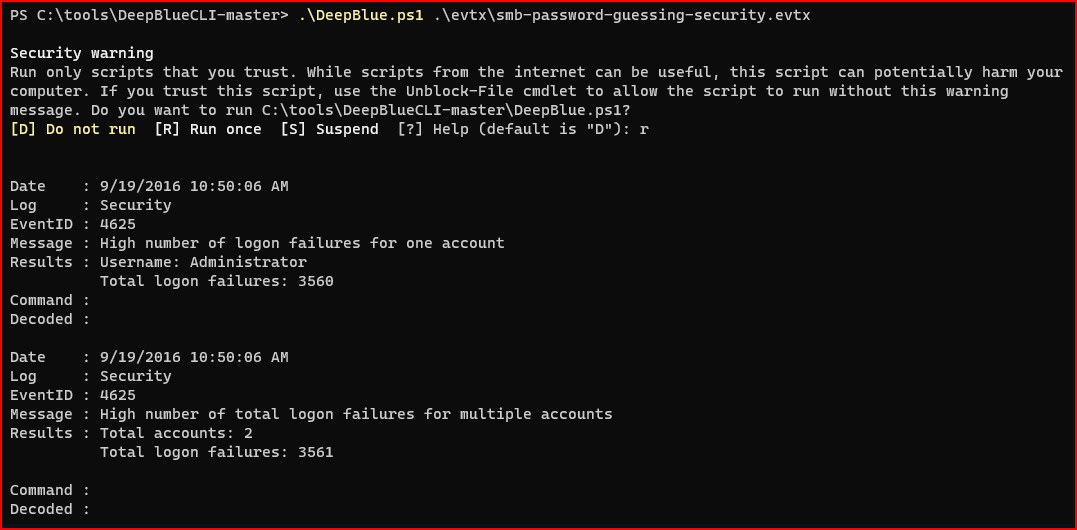 PS C:\tools\DeepBlueCLI-master> .\DeepBlue.ps1 .\evtx\smb-password-guessing-security.evtx
Security warning
Run only scripts that you trust. While scripts from the internet can be useful, this script can potentially harm your
computer. If you trust this script, use the Unblock-File cmdlet to allow the script to run without this warning
message. Do you want to run C:\tools\DeepBlueCLI-master\DeepBlue.ps1?
[D] Do not run  [R] Run once  [S] Suspend  [?] Help (default is "D"): r
Date    : 9/19/2016 10:50:06 AM
Log     : Security
EventID : 4625
Message : High number of logon failures for one account
Results : Username: Administrator
          Total logon failures: 3560
Command :
Decoded :
Date    : 9/19/2016 10:50:06 AM
Log     : Security
EventID : 4625
Message : High number of total logon failures for multiple accounts
Results : Total accounts: 2
          Total logon failures: 3561
Command :
Decoded :